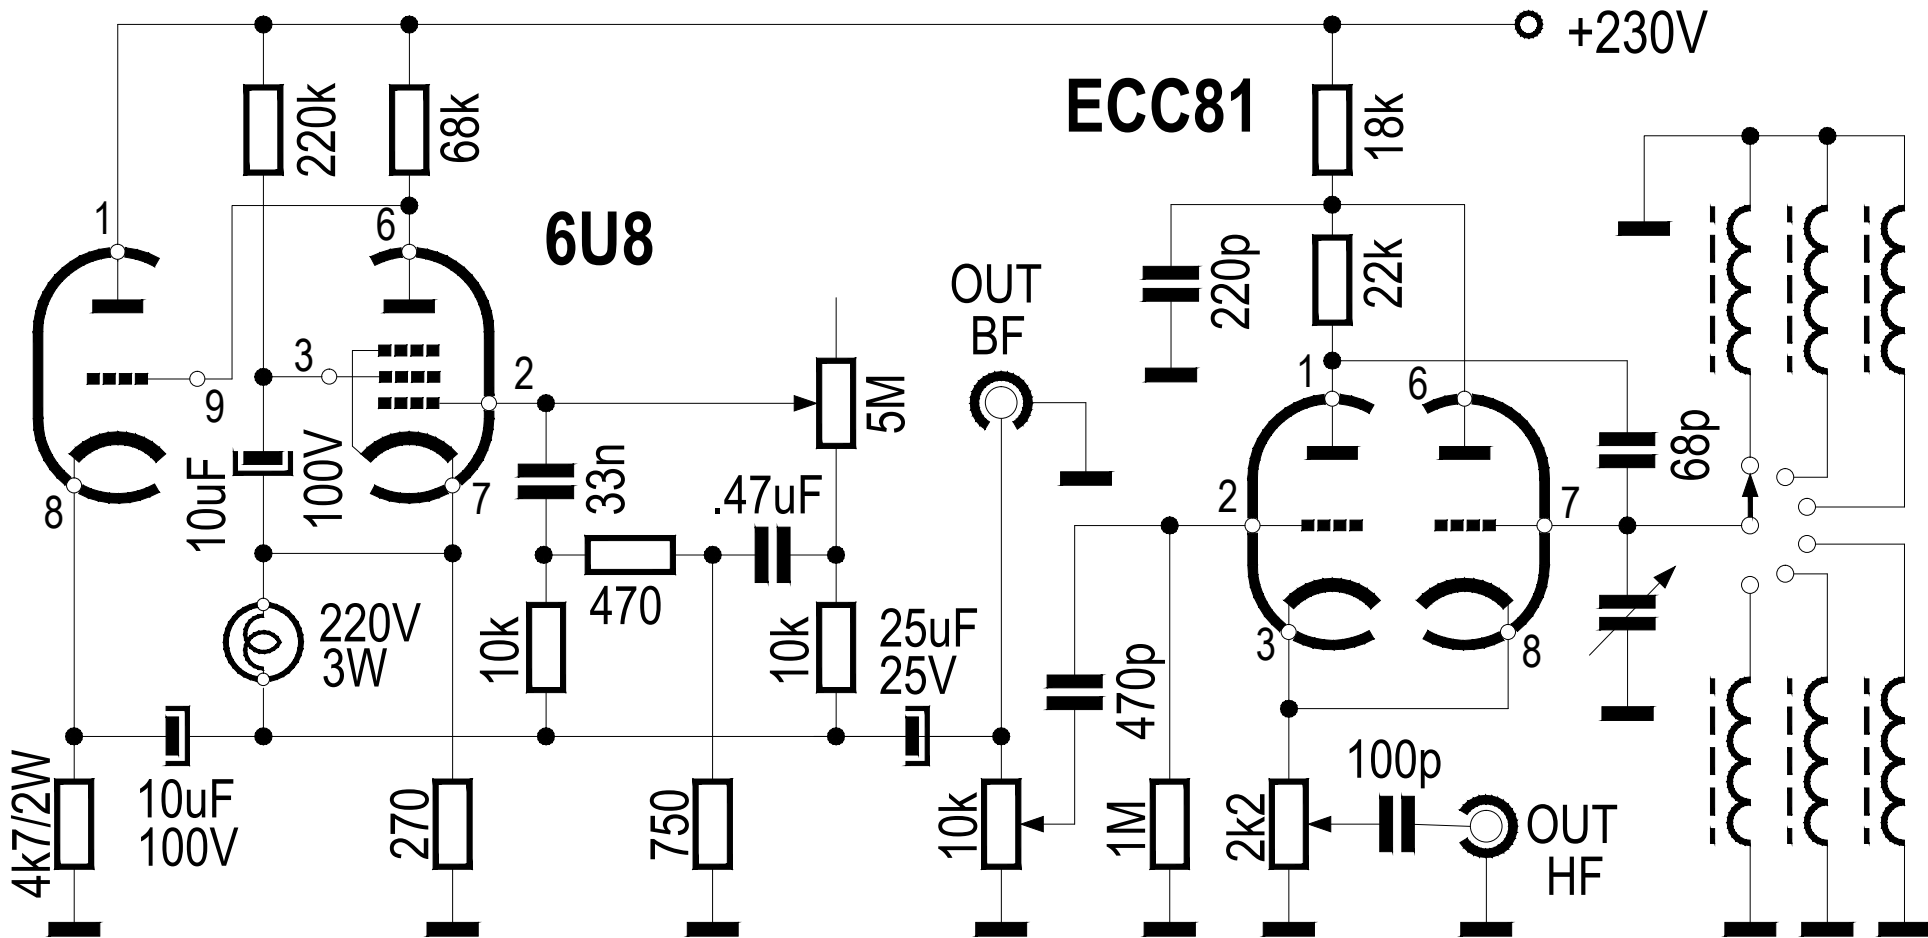 +230V
ECC81
220k
68k
18k
1
6
6U8
220p
22k
OUT
BF
3
2
9
5M
1
6
68p
10uF
100V
33n
.47uF
8
7
2
7
470
220V
3W
10k
10k
25uF
25V
3
8
470p
4k7/2W
10uF
100V
270
750
10k
1M
2k2
100p
OUT
HF